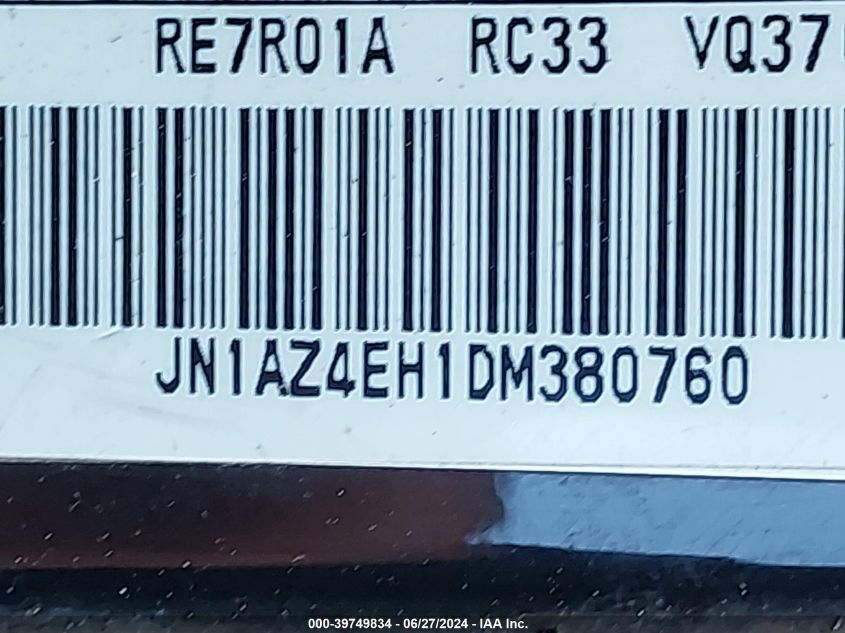 RE7R01A RC33 VQ37
JN1AZ4EH1DM380760
000-39749834 - 06/27/2024 - IAA Inc.